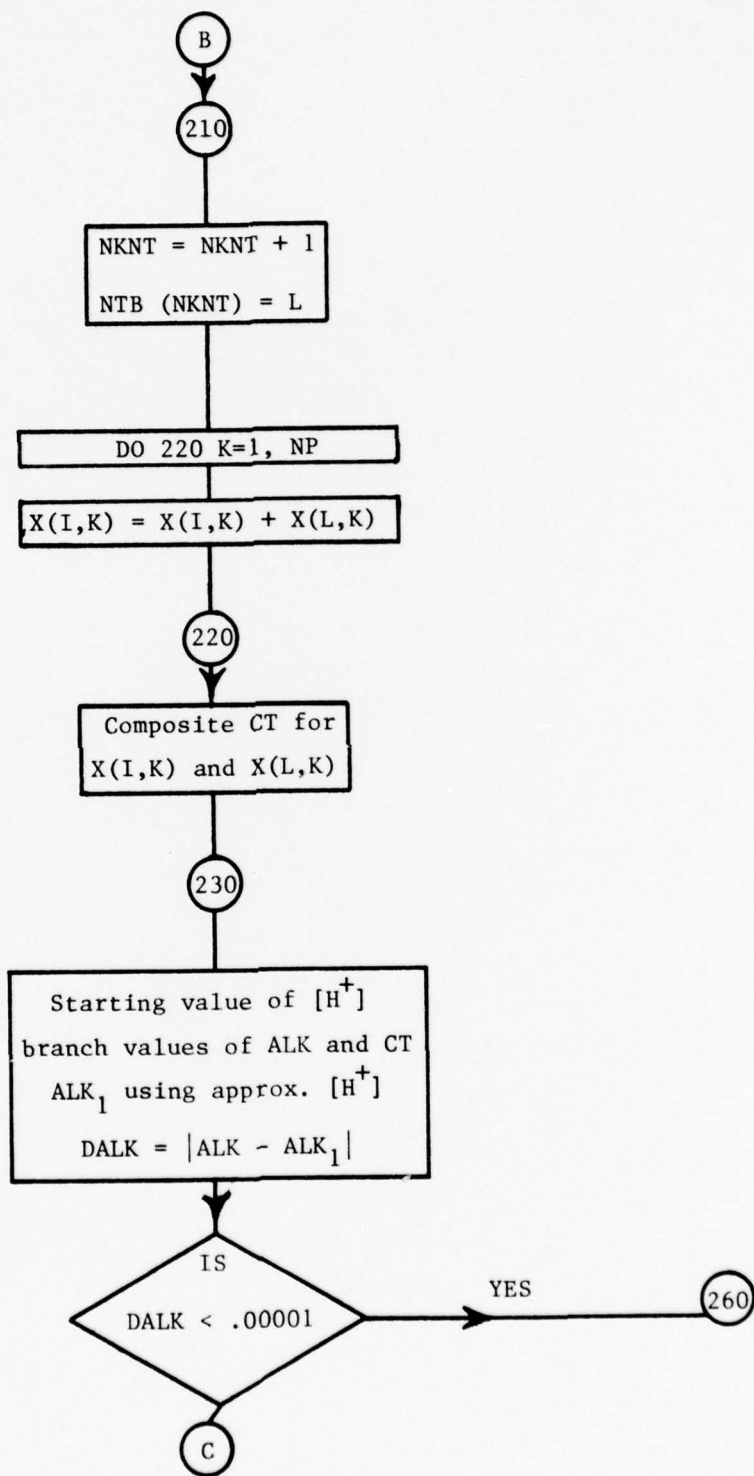 B
210
NKNT = NKNT + 1
NTB (NKNT) = L
DO 220 K=1, NP
X(I,K) = X(I,K) + X(L,K)
220
Composite CT for
X(I,K) and X(L,K)
230
Starting value of [H+]
branch values of ALK and CT
ALK1 using approx. [H+]
DALK = |ALK - ALK1|
IS
DALK < .00001
YES
260
C